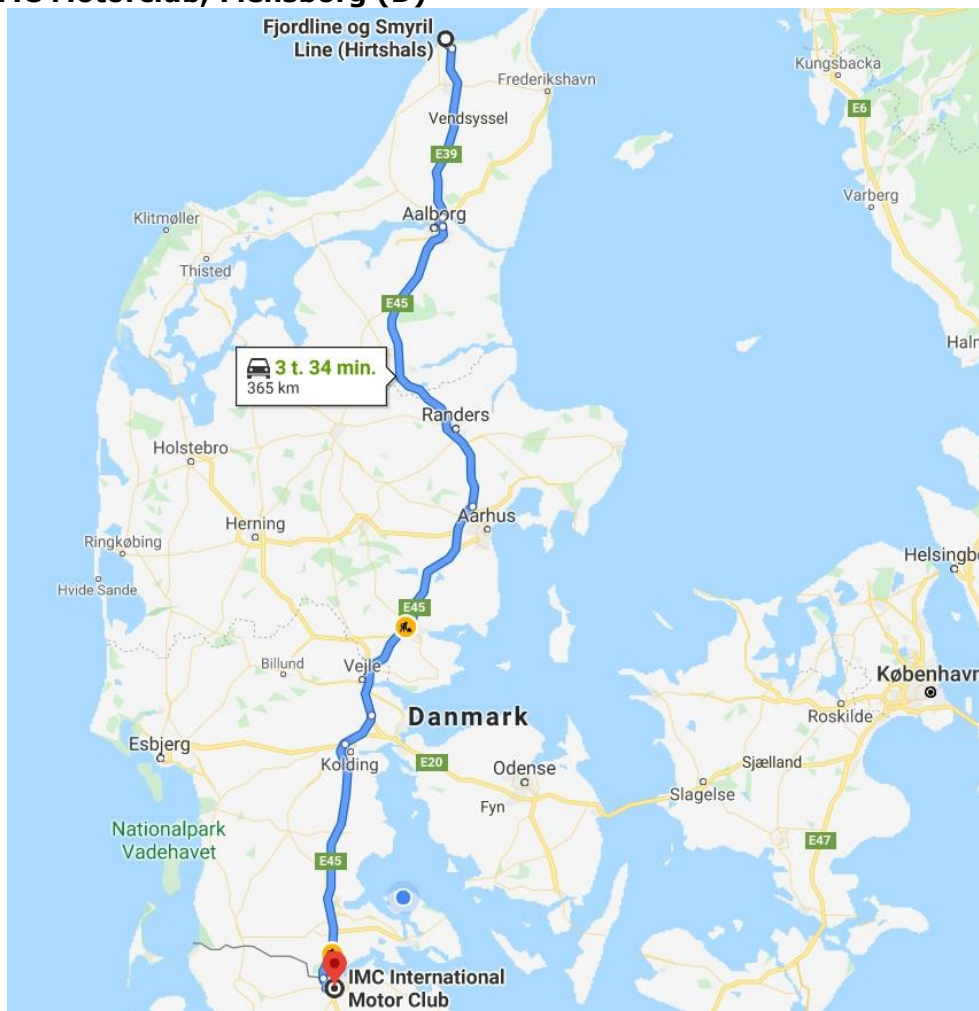 Motorclub, Flensborg (D)
Fjordline og Smyril
Line (Hirtshals)
Kungsbacka
Frederikshavn
E6
Vendsyssel
E39
Varberg
Klitmøller
Aalborg
Thisted
E45
3 t. 34 min.
365 km
Randers
Holstebro
Aarhus
Herning
Ringkøbing
Hvide Sande
E45
Billund
Vejle
København
Danmark
Roskilde
Esbjerg
Kolding
E20
Odense
Sjælland
Slagelse
Fyn
Nationalpark
Vadehavet
E47
E45
IMC International
Motor Club